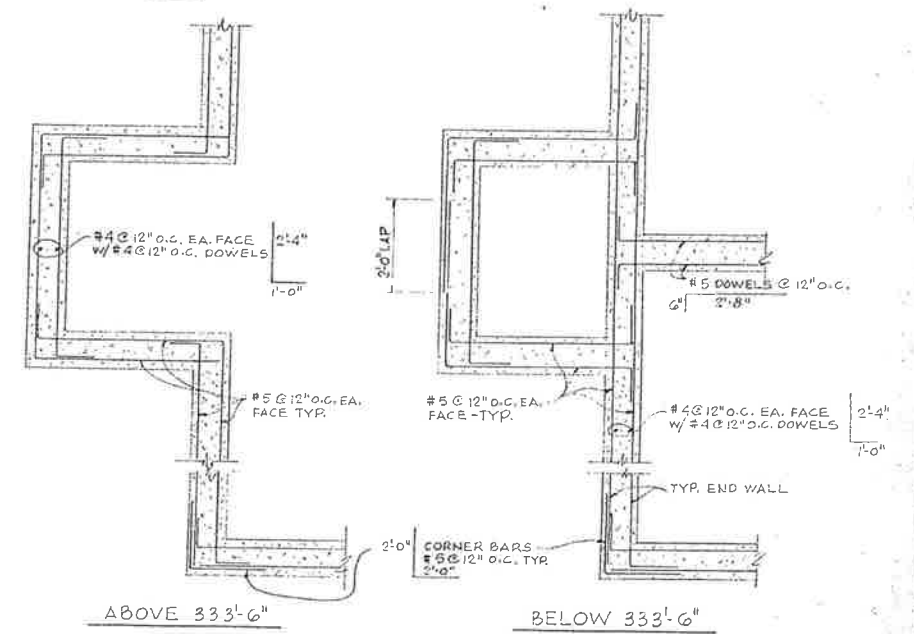 #4 @ 12" O.C. EA. FACE
W/ #4 @ 12" O.C. DOWELS
2'-4"
1'-0"
#5 @ 12" O.C. EA.
FACE TYP.
2'-0"
CORNER BARS
#5 @ 12" O.C. TYP.
2'-0"
ABOVE 333'-6"
2'-0" LAP
#5 DOWELS @ 12" O.C.
6"
2'-8"
#5 @ 12" O.C. EA.
FACE-TYP.
#4 @ 12" O.C. EA. FACE
W/ #4 @ 12" O.C. DOWELS
2'-4"
1'-0"
TYP. END WALL
BELOW 333'-6"